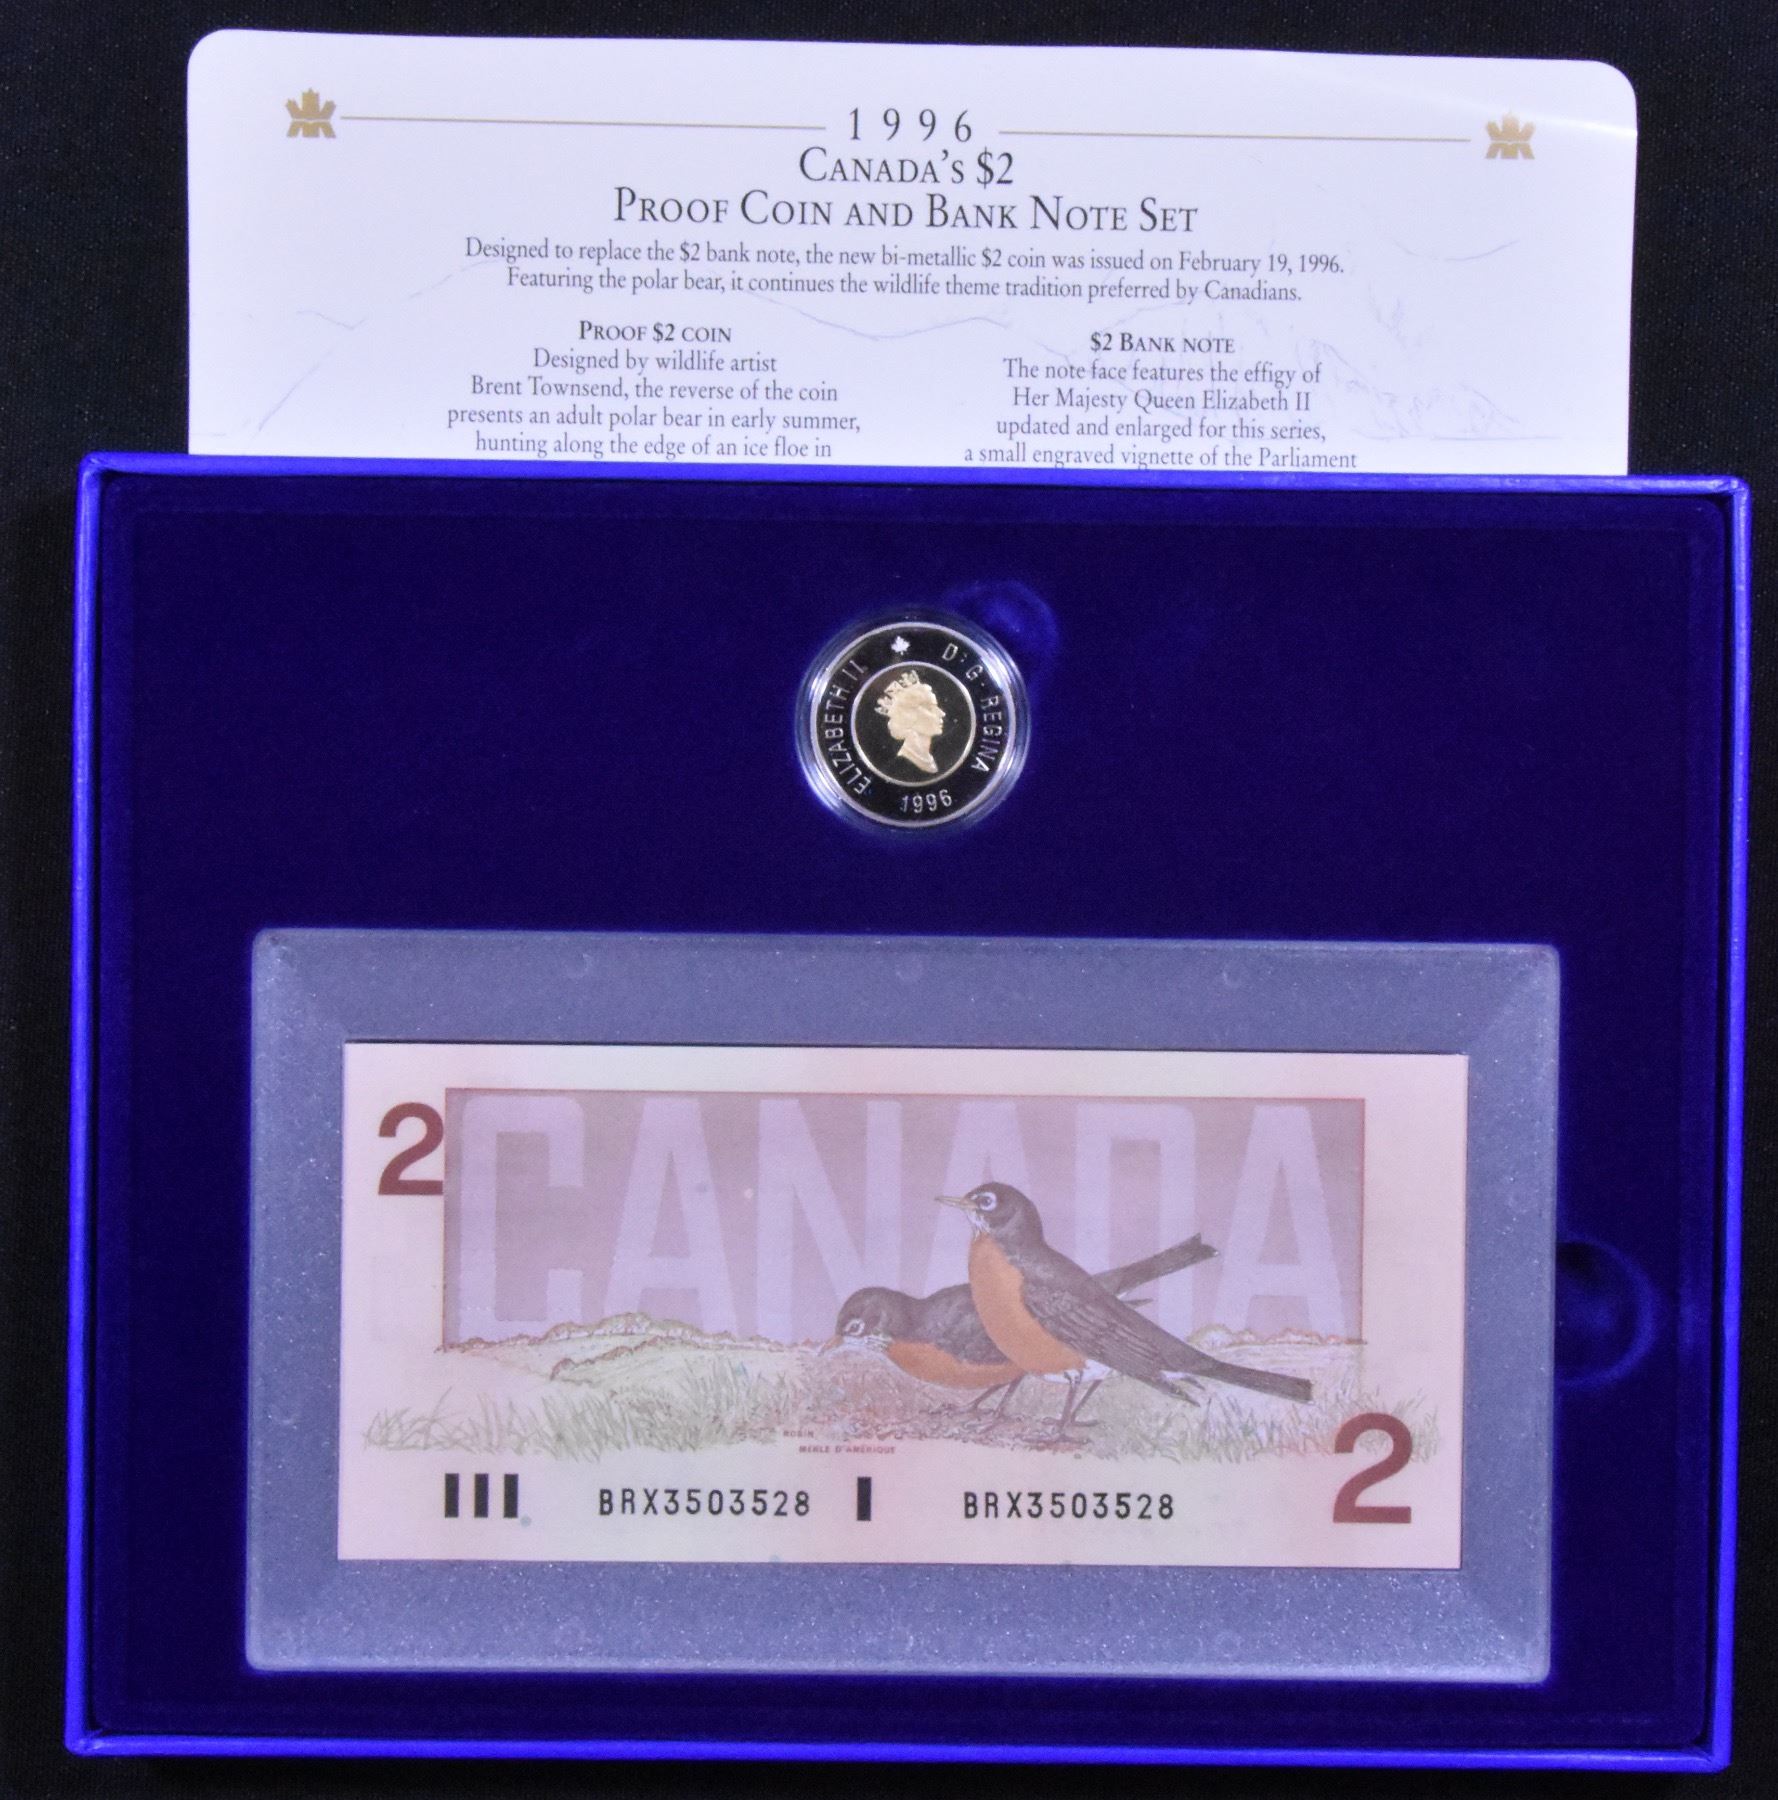 1996
CANADA'S $2
PROOF COIN AND BANK NOTE SET
Designed to replace the $2 bank note, the new bi-metallic $2 coin was issued on February 19, 1996.
Featuring the polar bear, it continues the wildlife theme tradition preferred by Canadians.
PROOF $2 COIN
Designed by wildlife artist
Brent Townsend, the reverse of the coin
presents an adult polar bear in early summer,
hunting along the edge of an ice floe in
$2 BANK NOTE
The note face features the effigy of
Her Majesty Queen Elizabeth II
updated and enlarged for this series,
a small engraved vignette of the Parliament
ELIZABETH II D·G·REGINA
1996
2
CANADA
ROBIN
MERLE D'AMÉRIQUE
2
BRX3503528 BRX3503528